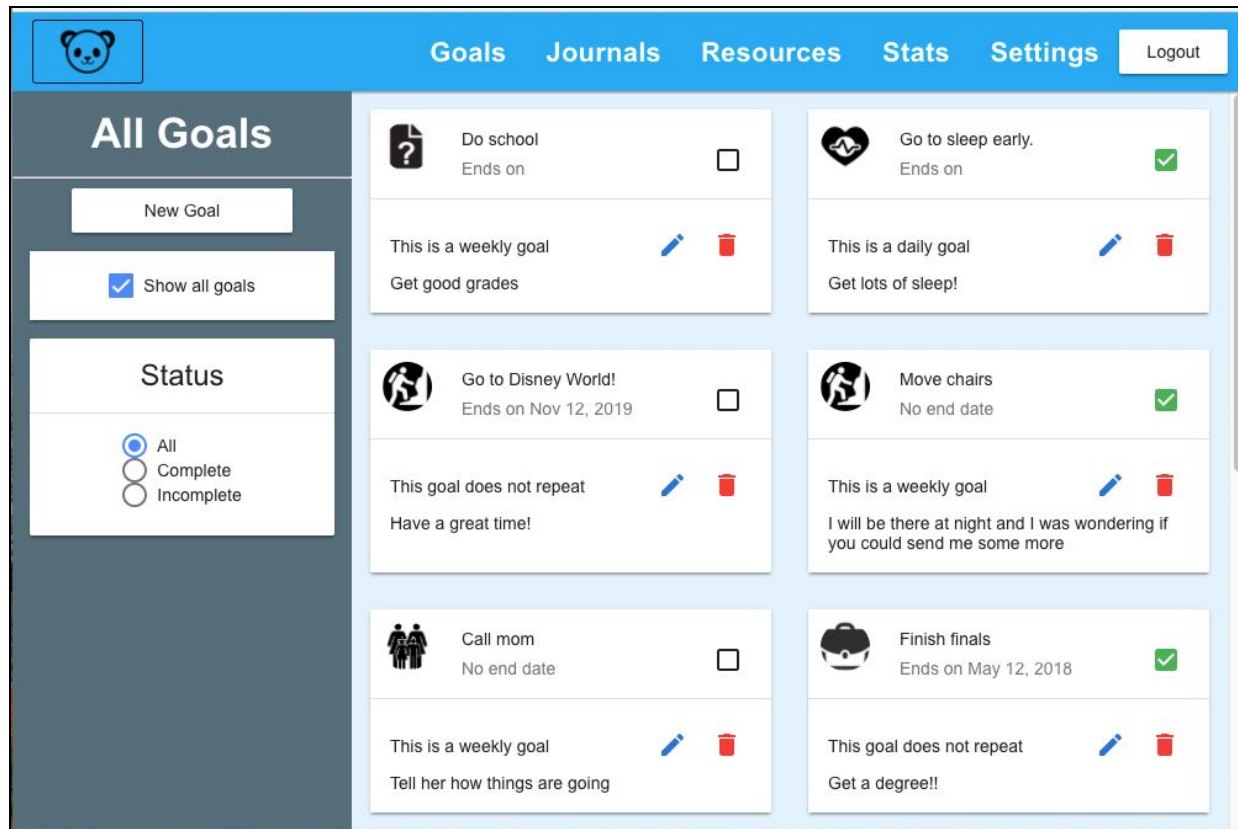 Goals Journals Resources Stats Settings Logout
All Goals
New Goal
Show all goals
Status
All
Complete
Incomplete
Do school
Ends on
This is a weekly goal
Get good grades
Go to sleep early.
Ends on
This is a daily goal
Get lots of sleep!
Go to Disney World!
Ends on Nov 12, 2019
This goal does not repeat
Have a great time!
Move chairs
No end date
This is a weekly goal
I will be there at night and I was wondering if
you could send me some more
Call mom
No end date
This is a weekly goal
Tell her how things are going
Finish finals
Ends on May 12, 2018
This goal does not repeat
Get a degree!!